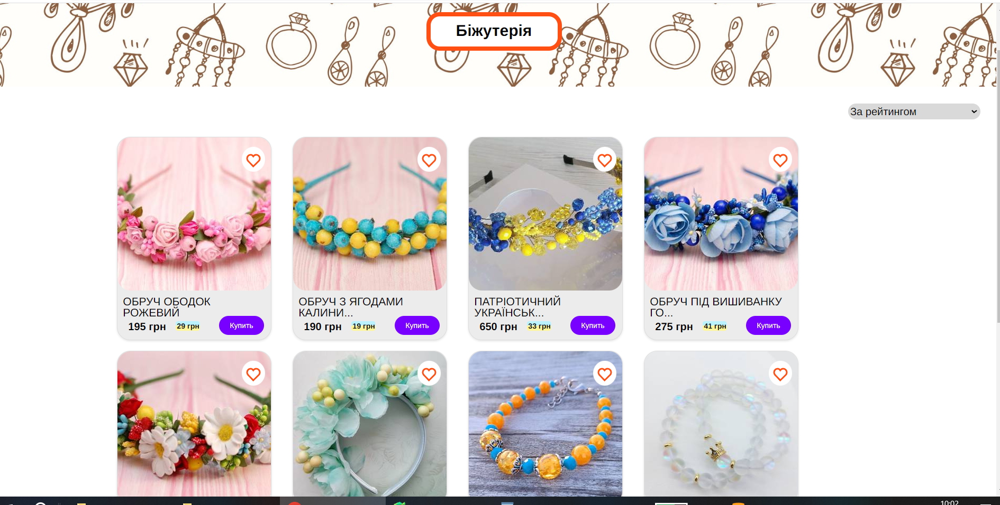 Біжутерія
За рейтингом
ОБРУЧ ОБОДОК
РОЖЕВИЙ
195 грн 29 грн Купить
ОБРУЧ З ЯГОДАМИ
КАЛИНИ...
190 грн 19 грн Купить
ПАТРІОТИЧНИЙ
УКРАЇНСЬК...
650 грн 33 грн Купить
ОБРУЧ ПІД ВИШИВАНКУ
ГО...
275 грн 41 грн Купить
10:02